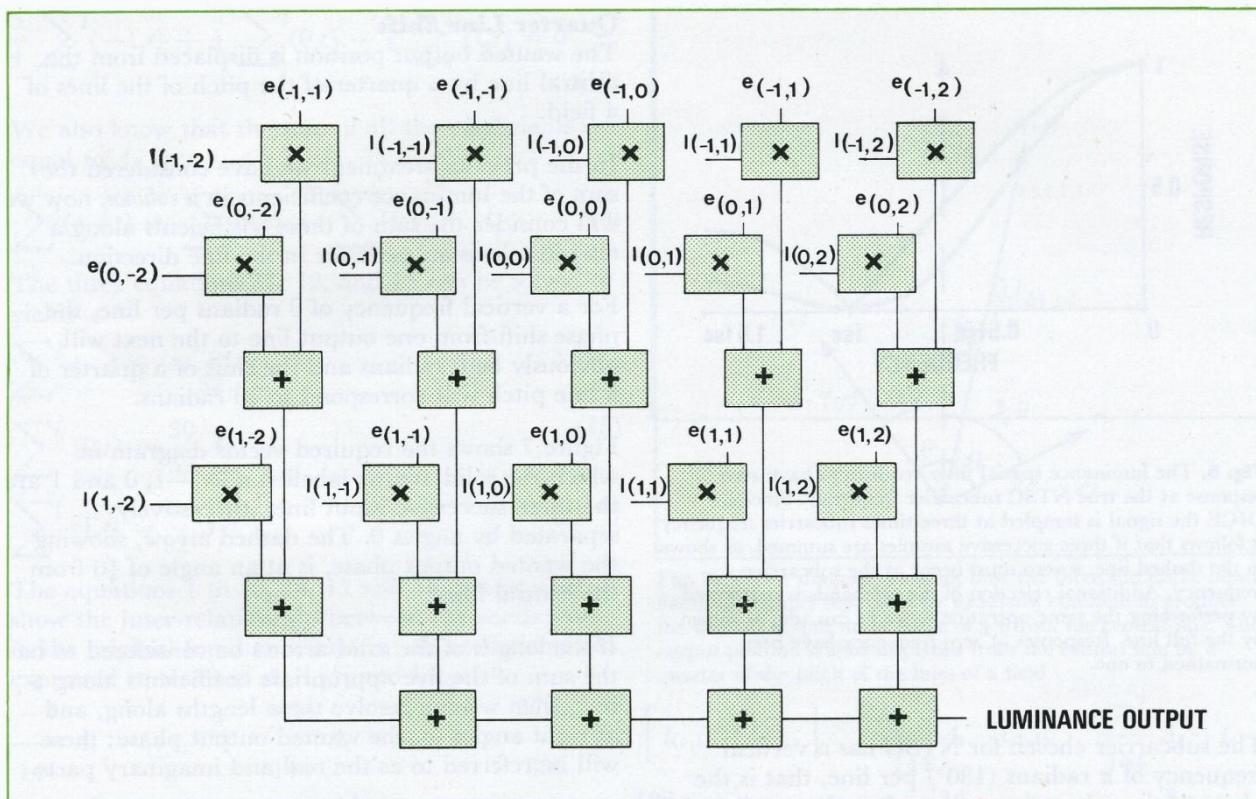 e(-1,-1) e(-1,-1) e(-1,0) e(-1,1) e(-1,2)
l(-1,-2) × l(-1,-1) × l(-1,0) × l(-1,1) × l(-1,2) ×
e(0,-2) e(0,-1) e(0,0) e(0,1) e(0,2)
e(0,-2) × l(0,-1) × l(0,0) × l(0,1) × l(0,2) ×
+ + + + +
e(1,-2) e(1,-1) e(1,0) e(1,1) e(1,2)
l(1,-2) × l(1,-1) × l(1,0) × l(1,1) × l(1,2) ×
+ + + + +
+ + + + LUMINANCE OUTPUT